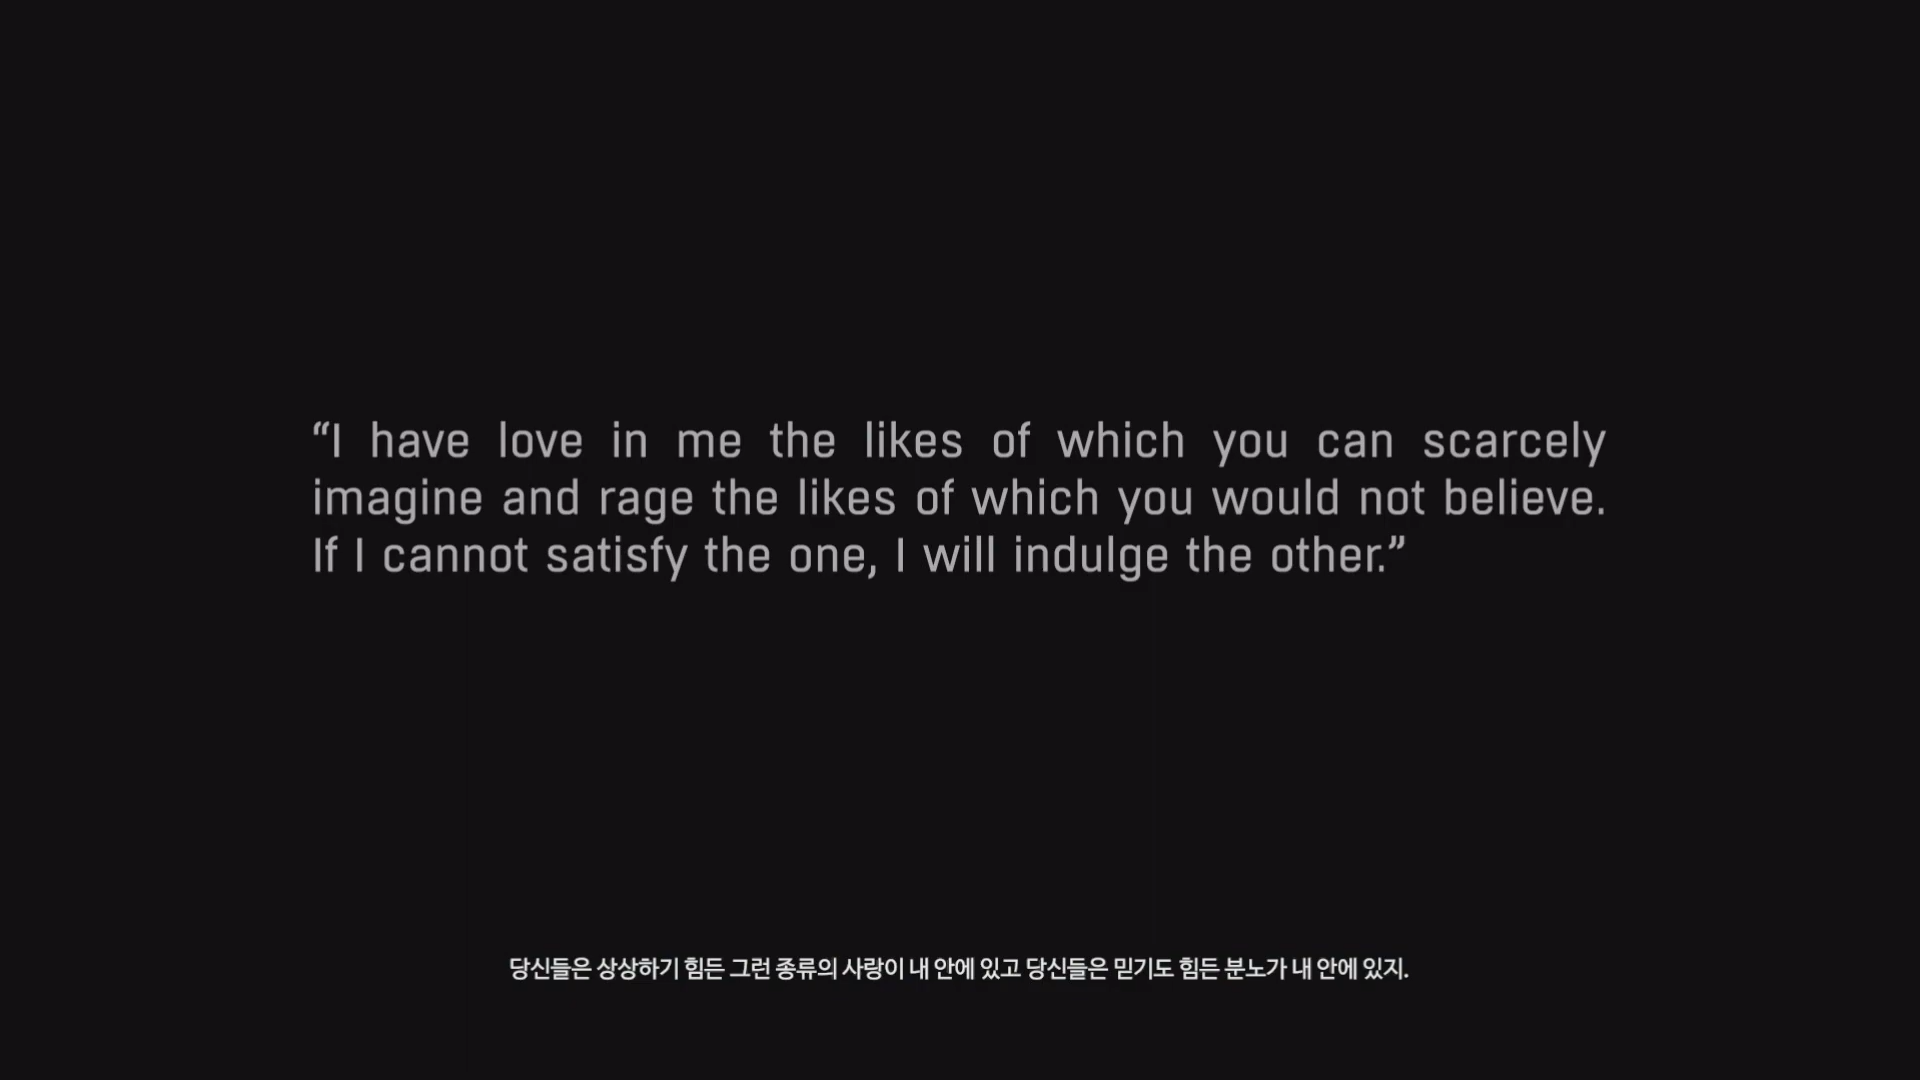 “I have love in me the likes of which you can scarcely
imagine and rage the likes of which you would not believe.
If I cannot satisfy the one, I will indulge the other.”
당신들은 상상하기 힘든 그런 종류의 사랑이 내 안에 있고 당신들은 믿기도 힘든 분노가 내 안에 있지.